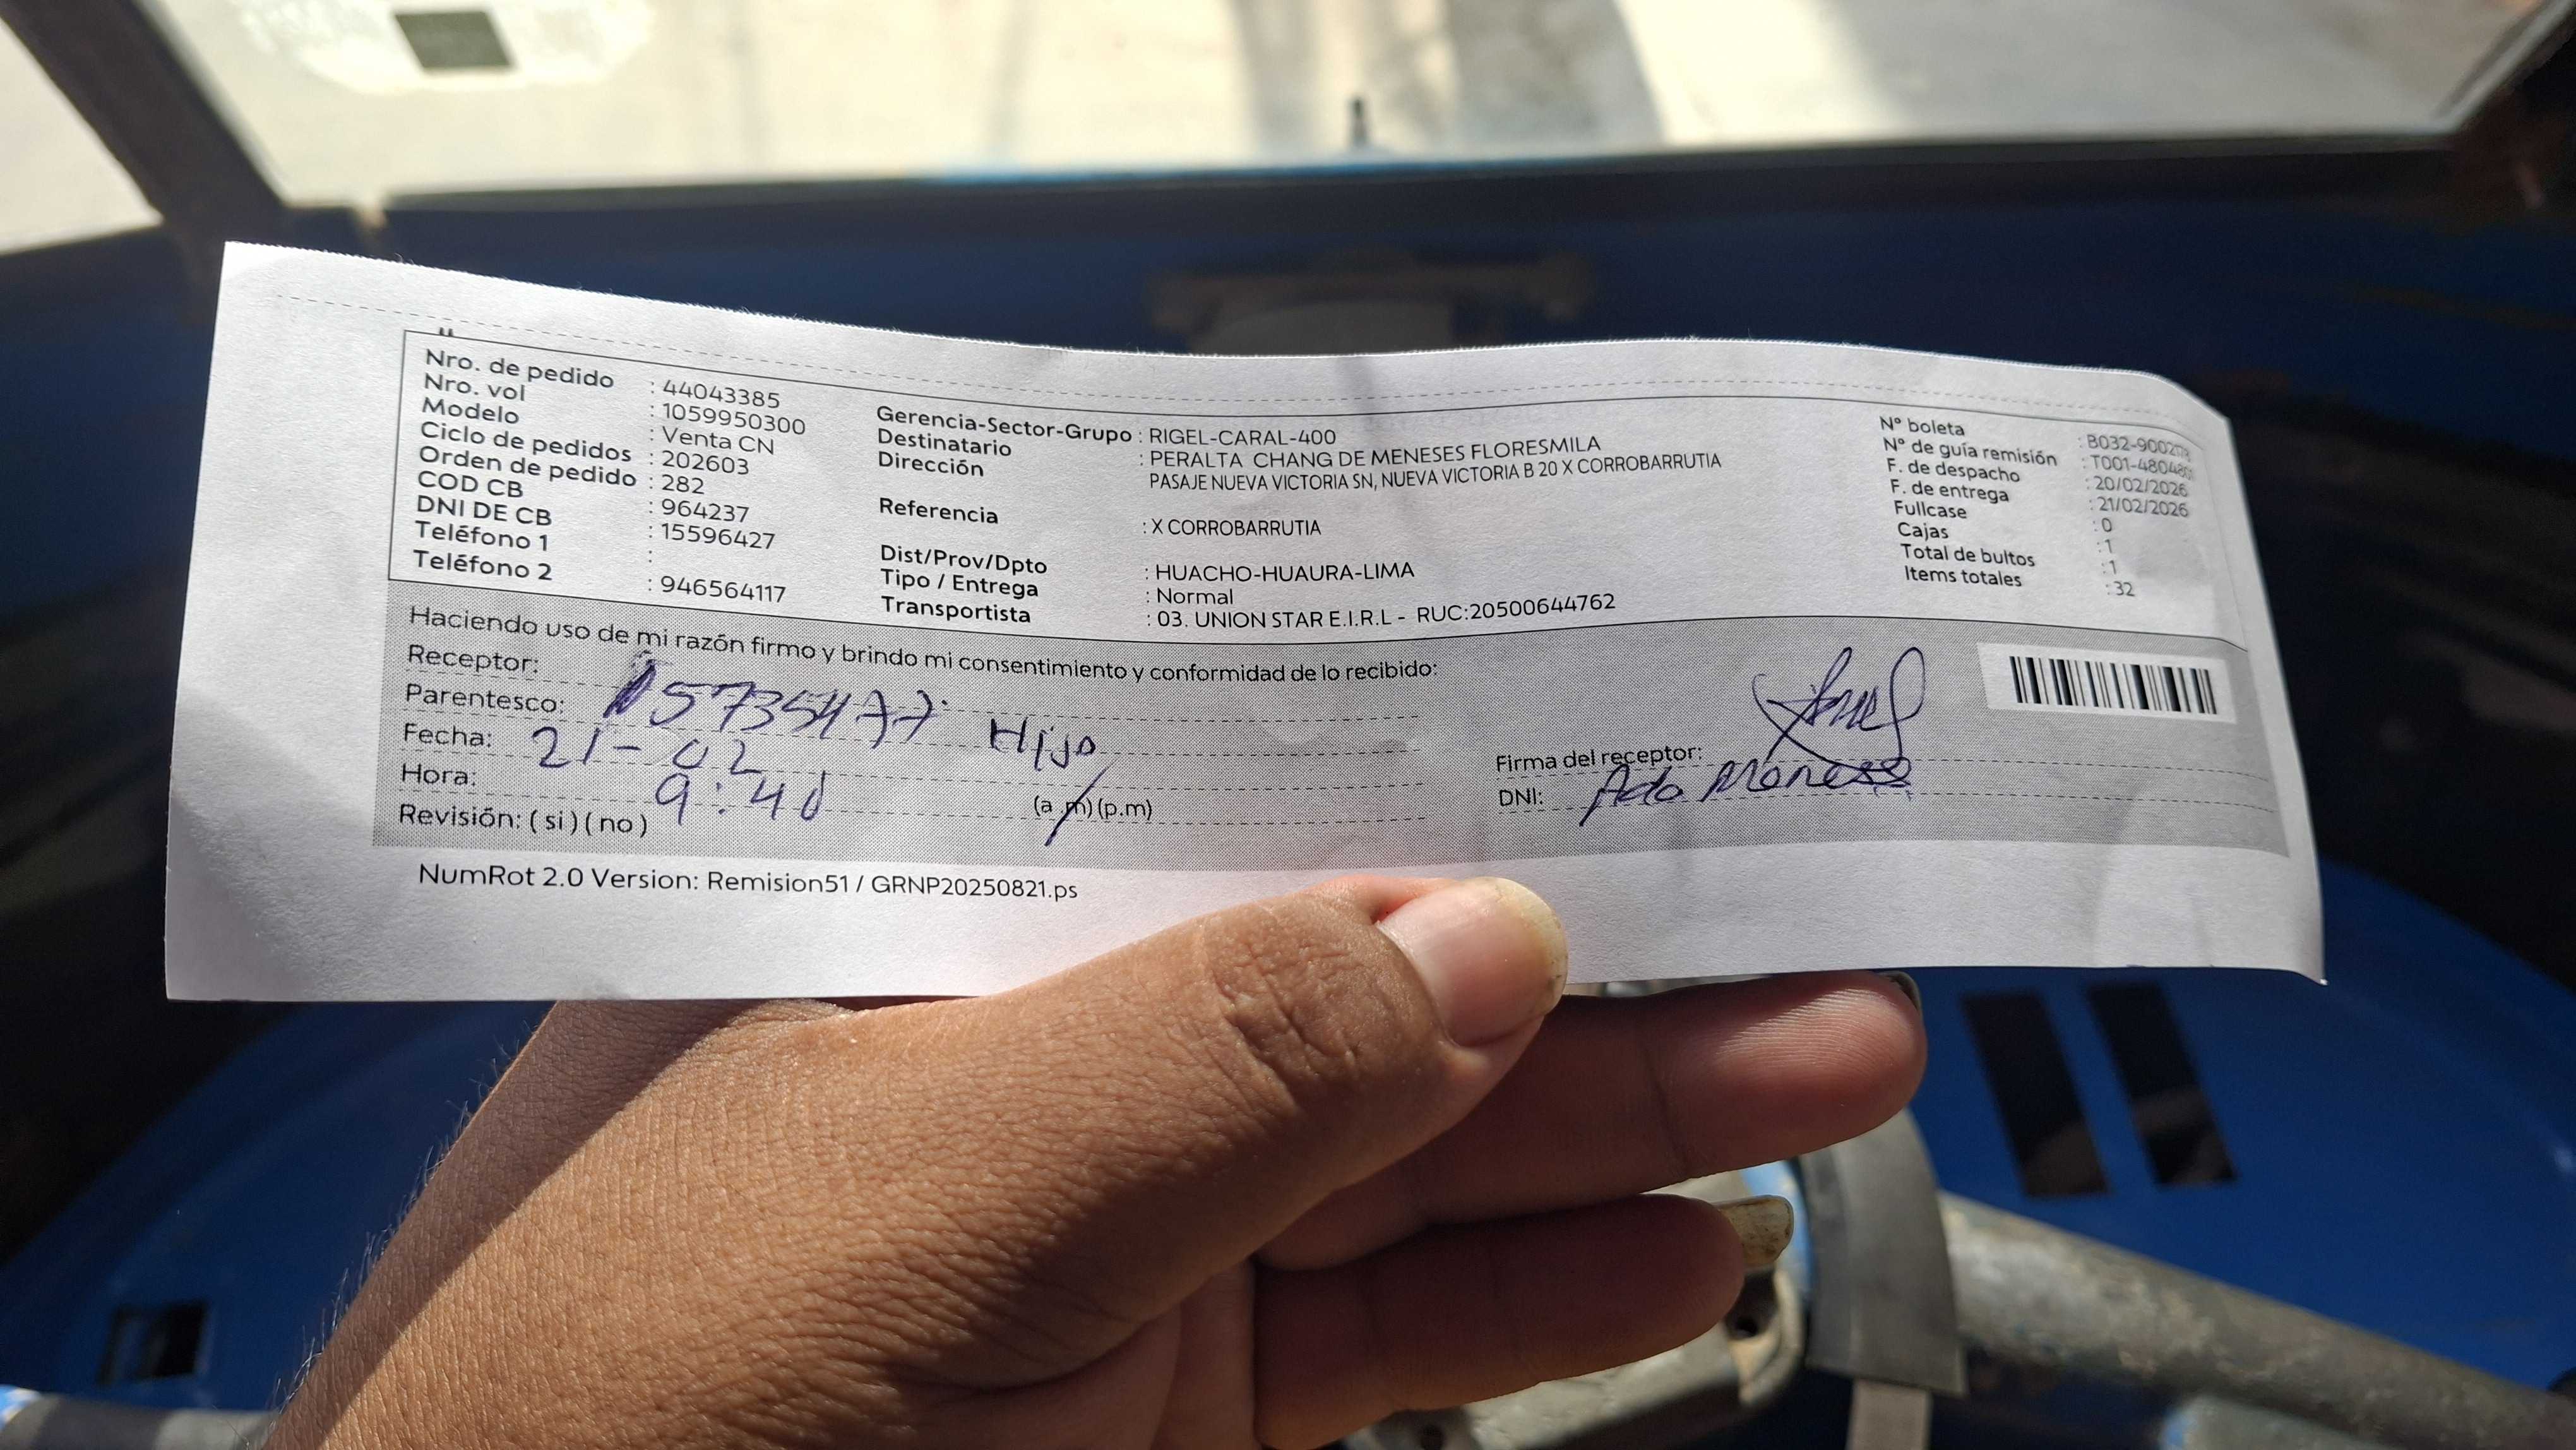 Nro. de pedido : 44043385
Nro. vol : 1059950300
Modelo : Venta CN
Ciclo de pedidos : 202603
Orden de pedido : 282
COD CB : 964237
DNI DE CB : 15596427
Teléfono 1 :
Teléfono 2 : 946564117
Gerencia-Sector-Grupo : RIGEL-CARAL-400
Destinatario : PERALTA CHANG DE MENESES FLORESMILA
Dirección PASAJE NUEVA VICTORIA SN, NUEVA VICTORIA B 20 X CORROBARRUTIA
Referencia : X CORROBARRUTIA
Dist/Prov/Dpto : HUACHO-HUAURA-LIMA
Tipo / Entrega : Normal
Transportista : 03. UNION STAR E.I.R.L - RUC:20500644762
N° boleta
N° de guía remisión
F. de despacho : 20/02/2026
F. de entrega : 21/02/2026
Fullcase : 0
Cajas : 1
Total de bultos : 1
Items totales : 32
Haciendo uso de mi razón firmo y brindo mi consentimiento y conformidad de lo recibido:
Receptor:
Parentesco: Hijo
Fecha: 21-02
Hora: 9:40 (a.m)(p.m)
Revisión: (si)(no)
Firma del receptor:
DNI: Meneses
NumRot 2.0 Version: Remision51 / GRNP20250821.ps